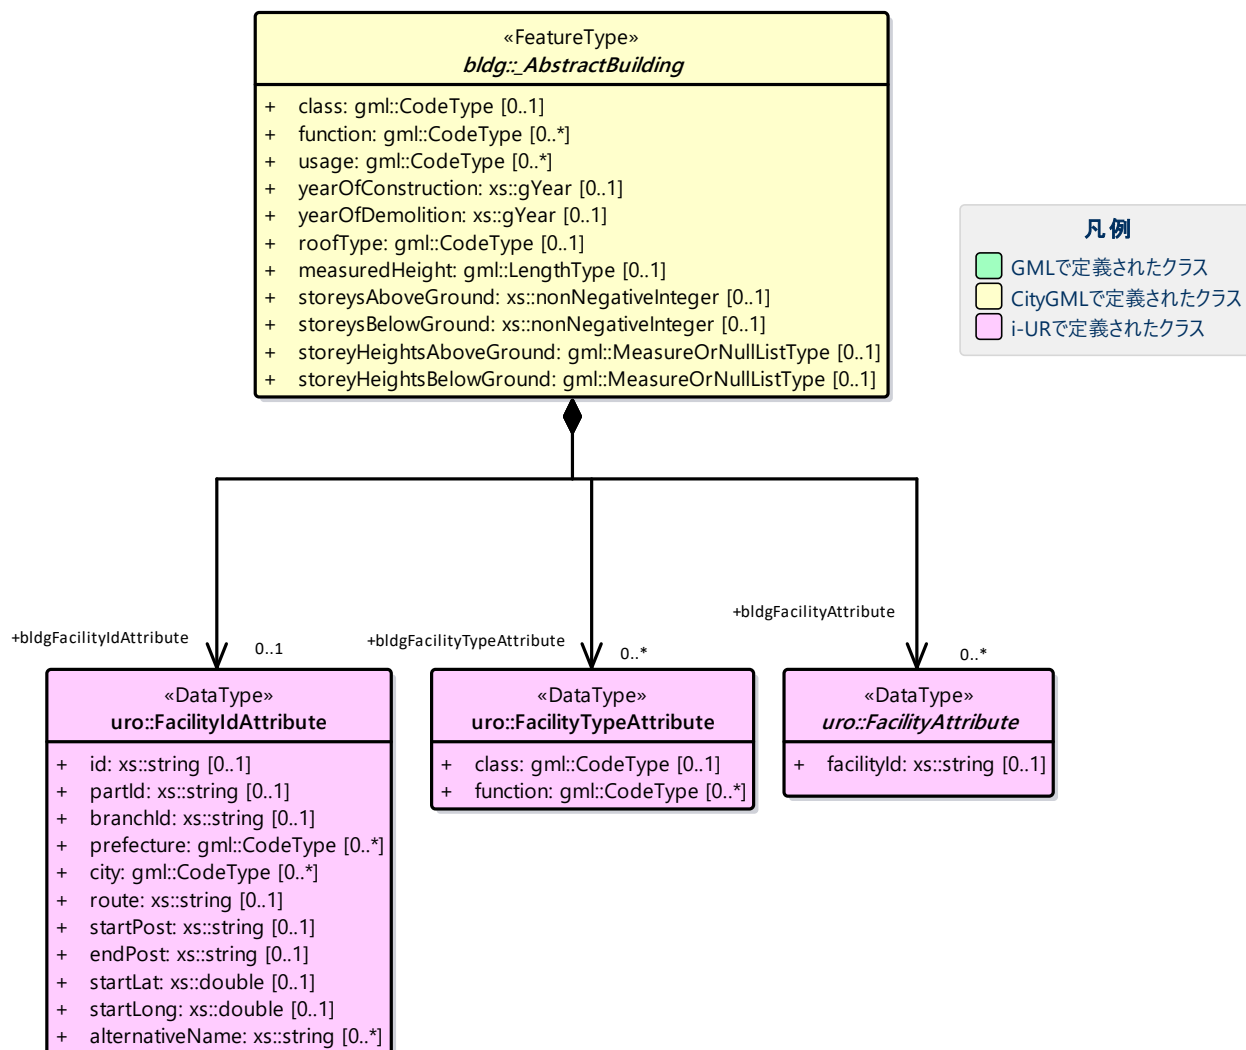 «FeatureType»
bldg::_AbstractBuilding
+ class: gml::CodeType [0..1]
+ function: gml::CodeType [0..*]
+ usage: gml::CodeType [0..*]
+ yearOfConstruction: xs::gYear [0..1]
+ yearOfDemolition: xs::gYear [0..1]
+ roofType: gml::CodeType [0..1]
+ measuredHeight: gml::LengthType [0..1]
+ storeysAboveGround: xs::nonNegativeInteger [0..1]
+ storeysBelowGround: xs::nonNegativeInteger [0..1]
+ storeyHeightsAboveGround: gml::MeasureOrNullListType [0..1]
+ storeyHeightsBelowGround: gml::MeasureOrNullListType [0..1]
凡例
GMLで定義されたクラス
CityGMLで定義されたクラス
i-URで定義されたクラス
+bldgFacilityIdAttribute
0..1
+bldgFacilityTypeAttribute
0..*
+bldgFacilityAttribute
0..*
«DataType»
uro::FacilityIdAttribute
+ id: xs::string [0..1]
+ partId: xs::string [0..1]
+ branchId: xs::string [0..1]
+ prefecture: gml::CodeType [0..*]
+ city: gml::CodeType [0..*]
+ route: xs::string [0..1]
+ startPost: xs::string [0..1]
+ endPost: xs::string [0..1]
+ startLat: xs::double [0..1]
+ startLong: xs::double [0..1]
+ alternativeName: xs::string [0..*]
«DataType»
uro::FacilityTypeAttribute
+ class: gml::CodeType [0..1]
+ function: gml::CodeType [0..*]
«DataType»
uro::FacilityAttribute
+ facilityId: xs::string [0..1]